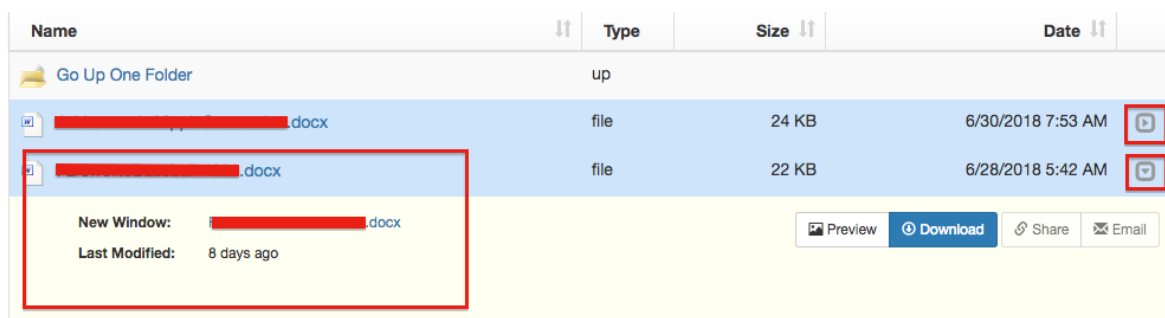 Name Type Size Date
Go Up One Folder up
.docx file 24 KB 6/30/2018 7:53 AM
.docx file 22 KB 6/28/2018 5:42 AM
New Window: .docx Preview Download Share Email
Last Modified: 8 days ago